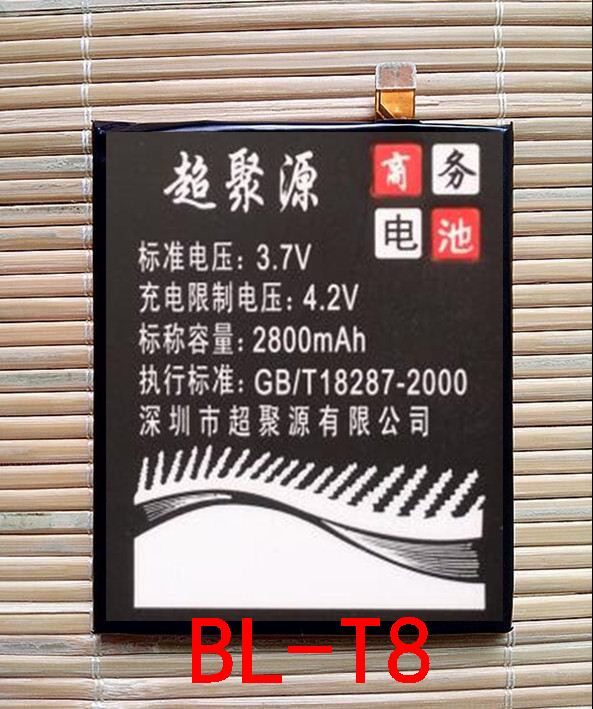 超聚源
商务
电池
标准电压: 3.7V
充电限制电压: 4.2V
标称容量: 2800mAh
执行标准: GB/T18287-2000
深圳市超聚源有限公司
BL-T8